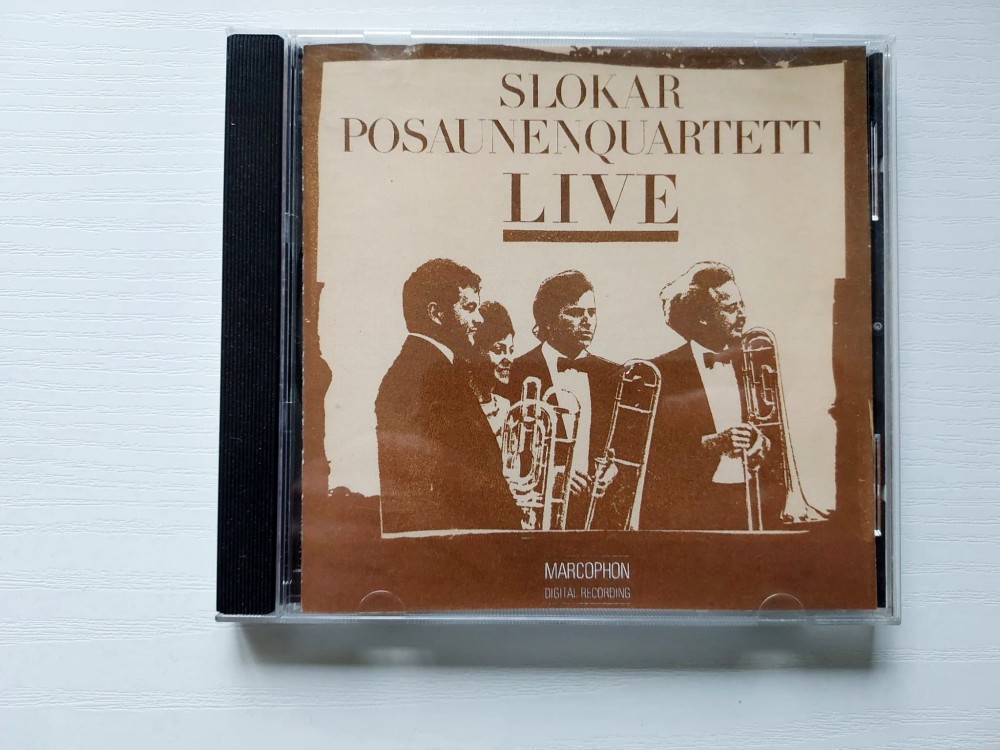 SLOKAR
POSAUNENQUARTETT
LIVE
MARCOPHON
DIGITAL RECORDING